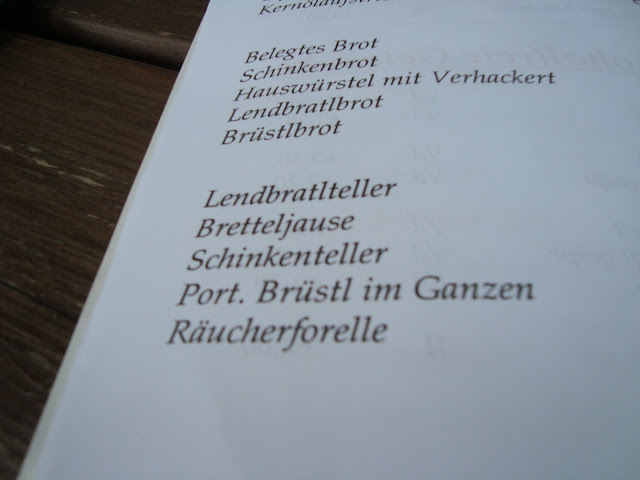 Belegtes Brot
Schinkenbrot
Hauswürstel mit Verhackert
Lendbratlbrot
Brüstlbrot
Lendbratlteller
Bretteljause
Schinkenteller
Port. Brüstl im Ganzen
Räucherforelle